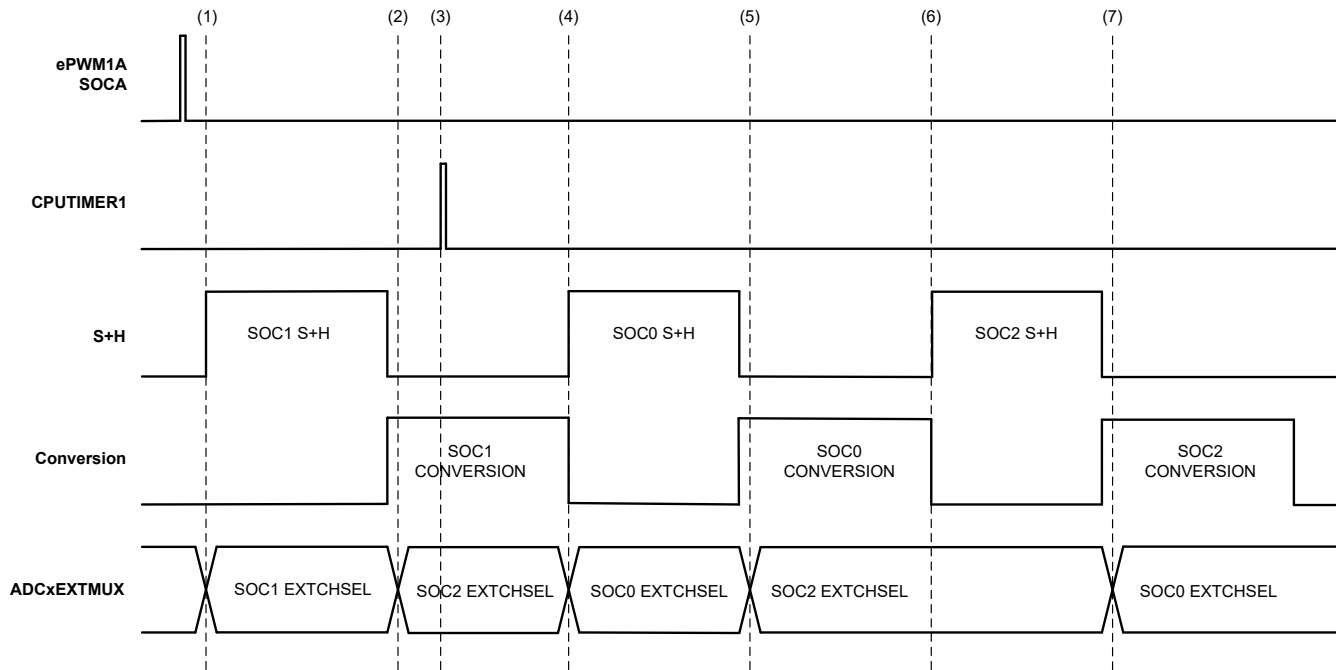 (1) (2) (3) (4) (5) (6) (7)
ePWM1A
SOCA
CPUTIMER1
S+H
SOC1 S+H SOC0 S+H SOC2 S+H
Conversion
SOC1
CONVERSION
SOC0
CONVERSION
SOC2
CONVERSION
ADCxEXTMUX
SOC1 EXTCHSEL SOC2 EXTCHSEL SOC0 EXTCHSEL SOC2 EXTCHSEL SOC0 EXTCHSEL